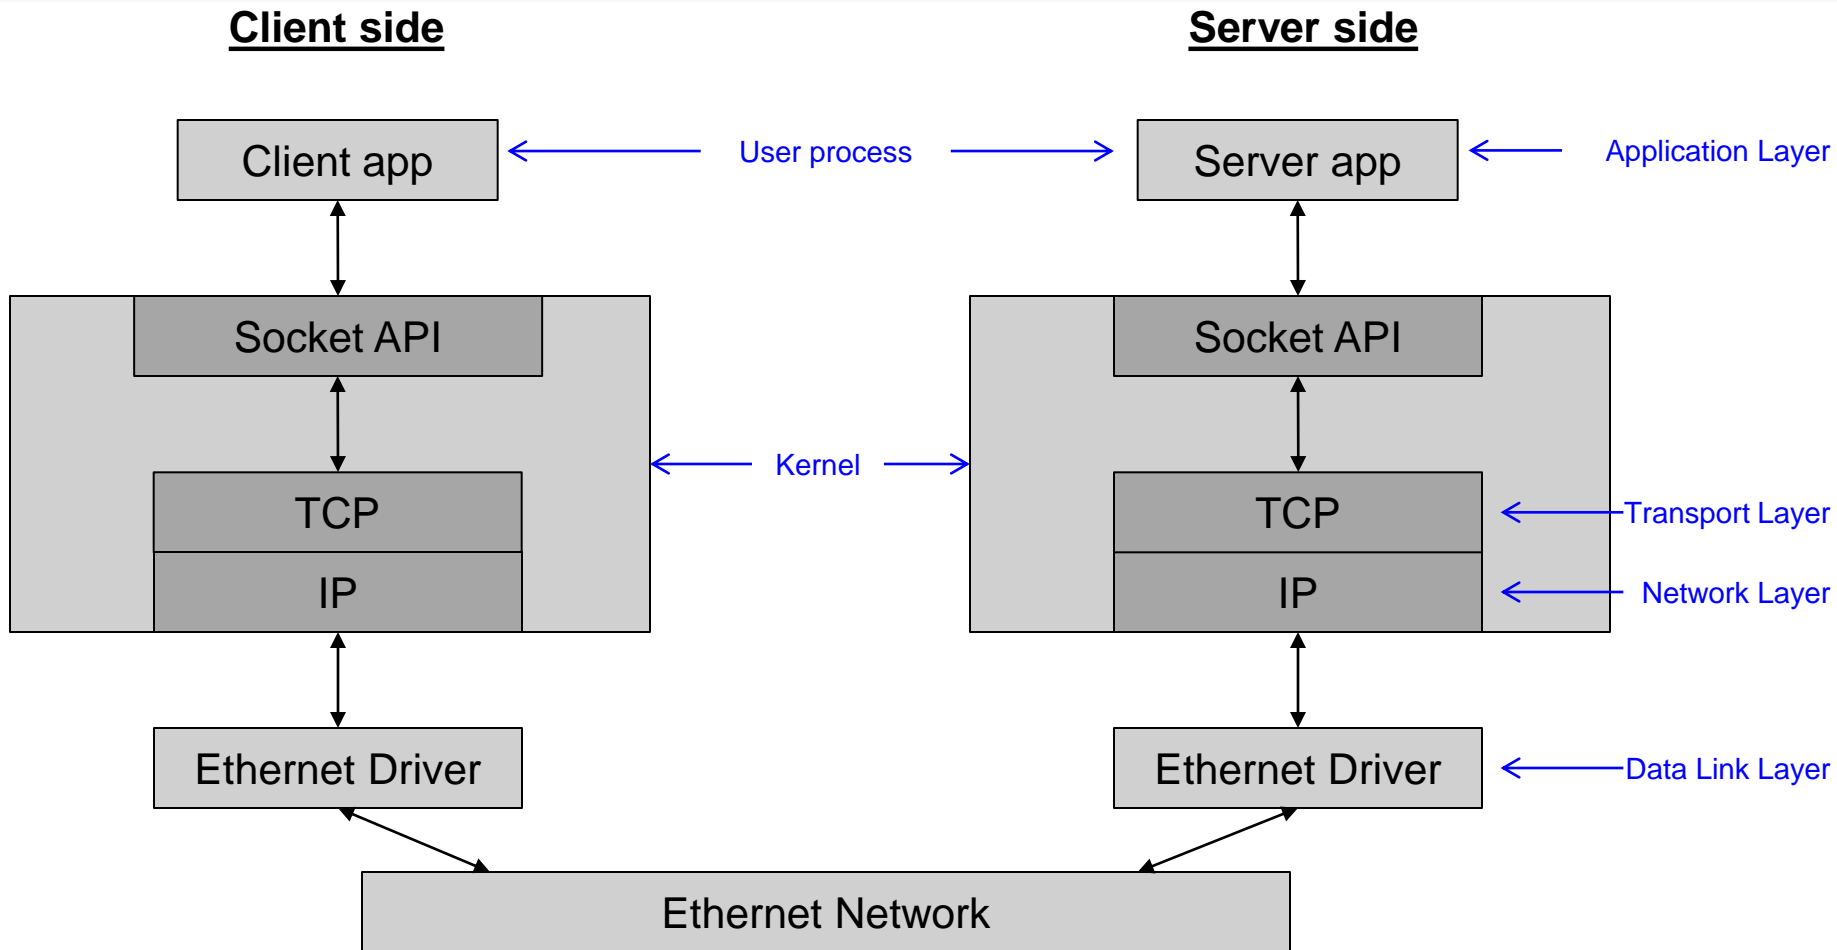 Client side
Server side
Client app
User process
Server app
Application Layer
Socket API
Socket API
Kernel
TCP
TCP
Transport Layer
IP
IP
Network Layer
Ethernet Driver
Ethernet Driver
Data Link Layer
Ethernet Network